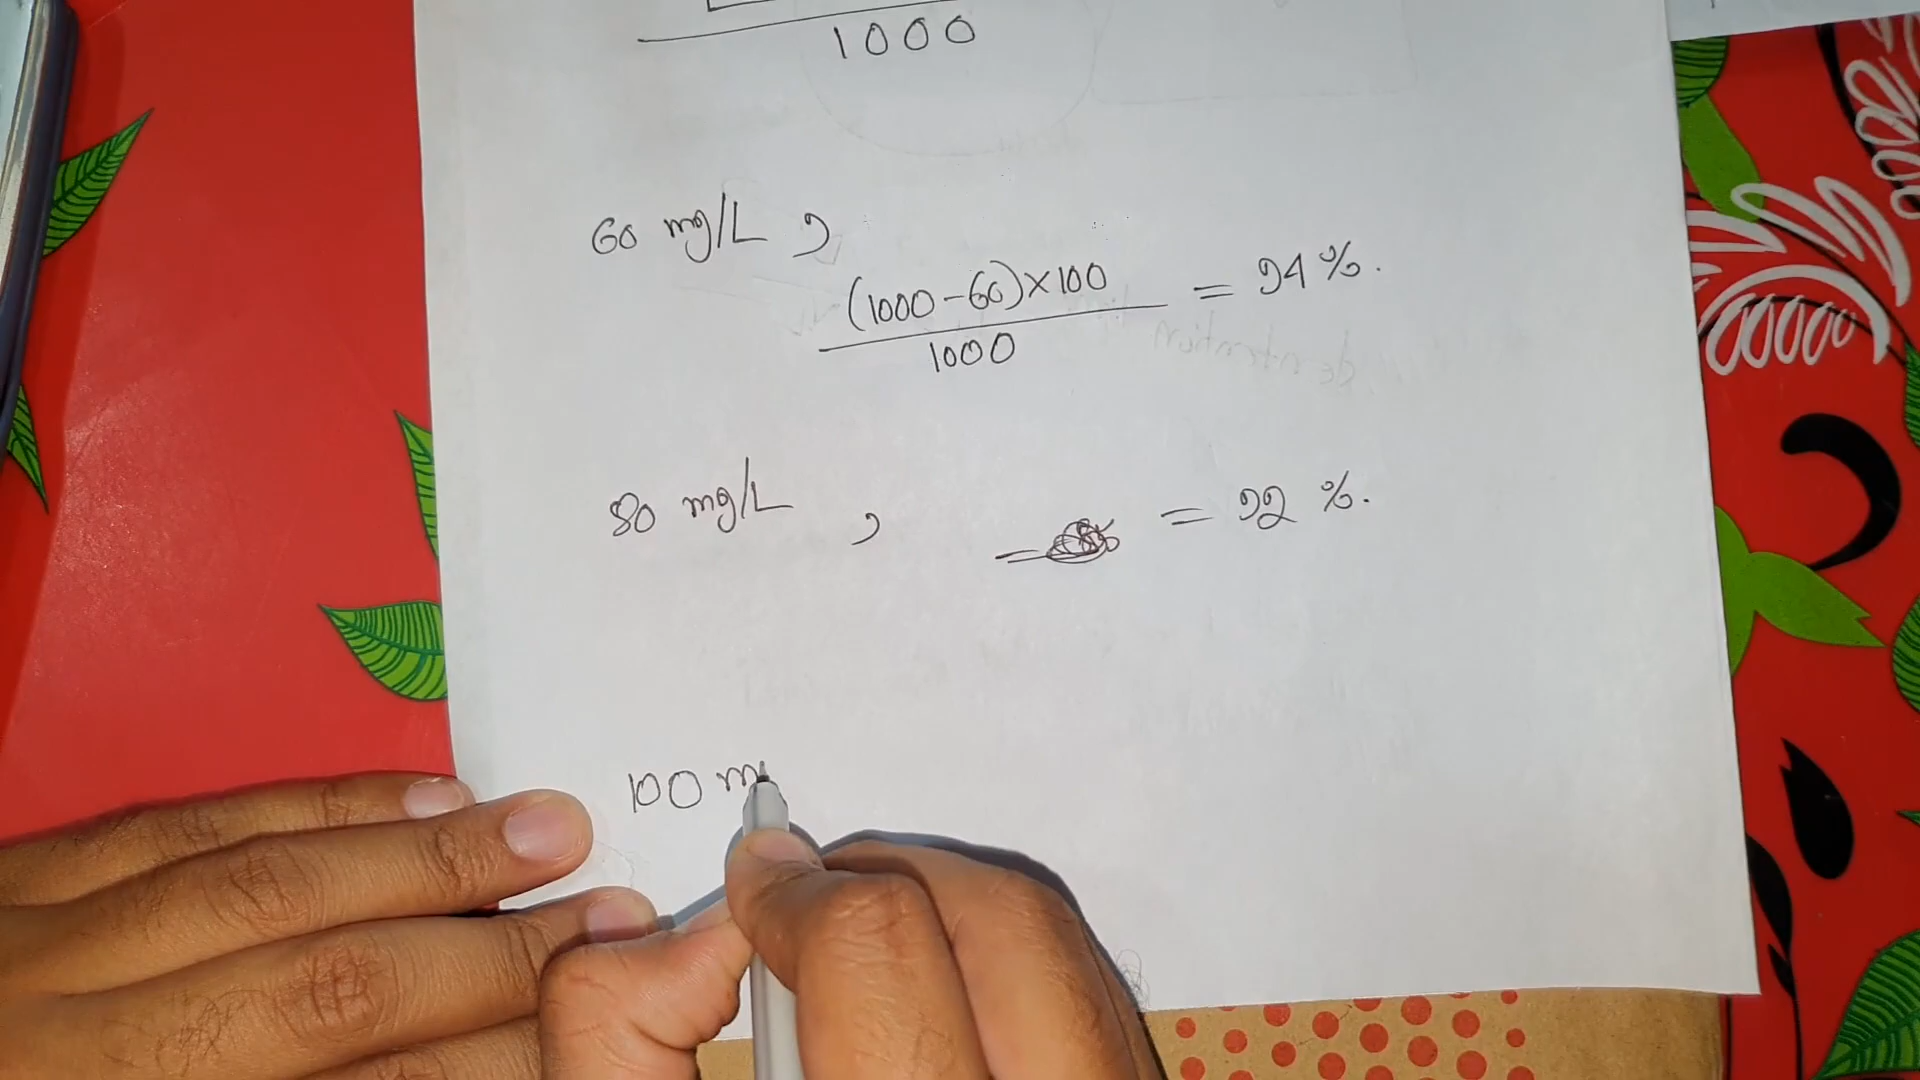 1000
60 mg/L ,
(1000-60)×100 = 94 %.
1000
80 mg/L , = = 92 %.
100 m